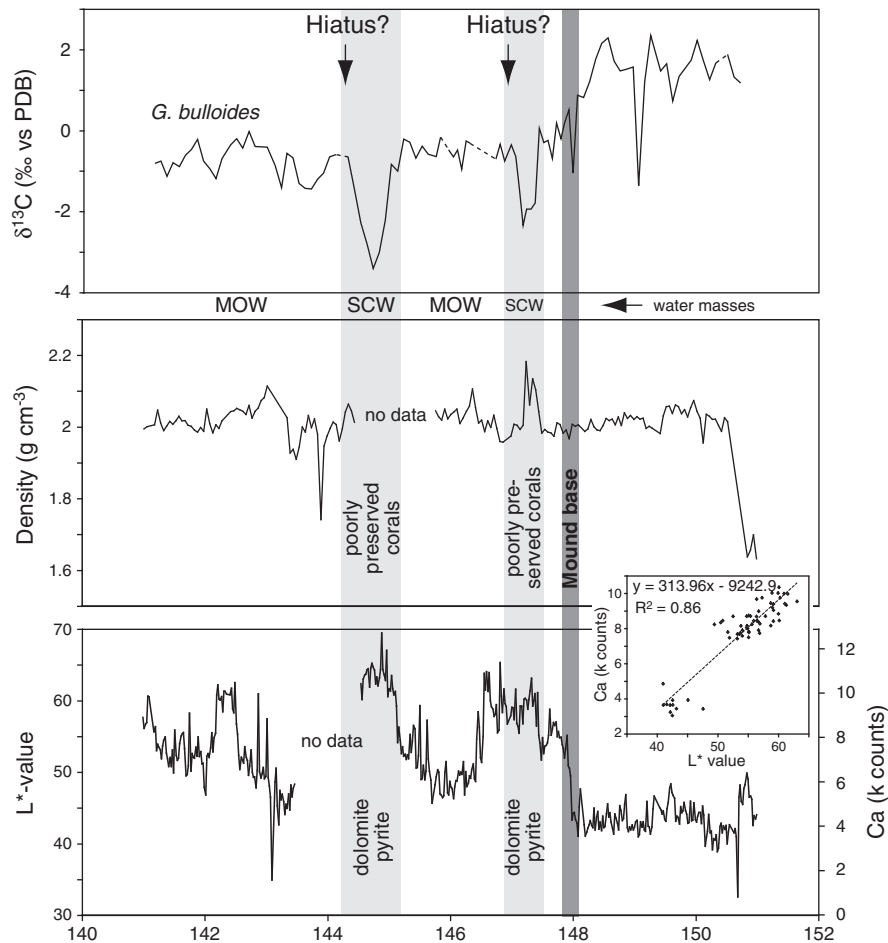 Hiatus?
Hiatus?
G. bulloides
δ13C (‰ vs PDB)
2
0
-2
-4
MOW
SCW
MOW
SCW
water masses
Density (g cm-3)
2.2
2
1.8
1.6
no data
poorly
preserved
corals
poorly pre-
served corals
Mound base
y = 313.96x - 9242.9
R2 = 0.86
Ca (k counts)
10
8
6
4
2
40
50
60
L* value
L*-value
70
60
50
40
30
no data
dolomite
pyrite
dolomite
pyrite
Ca (k counts)
12
10
8
6
4
2
0
140
142
144
146
148
150
152